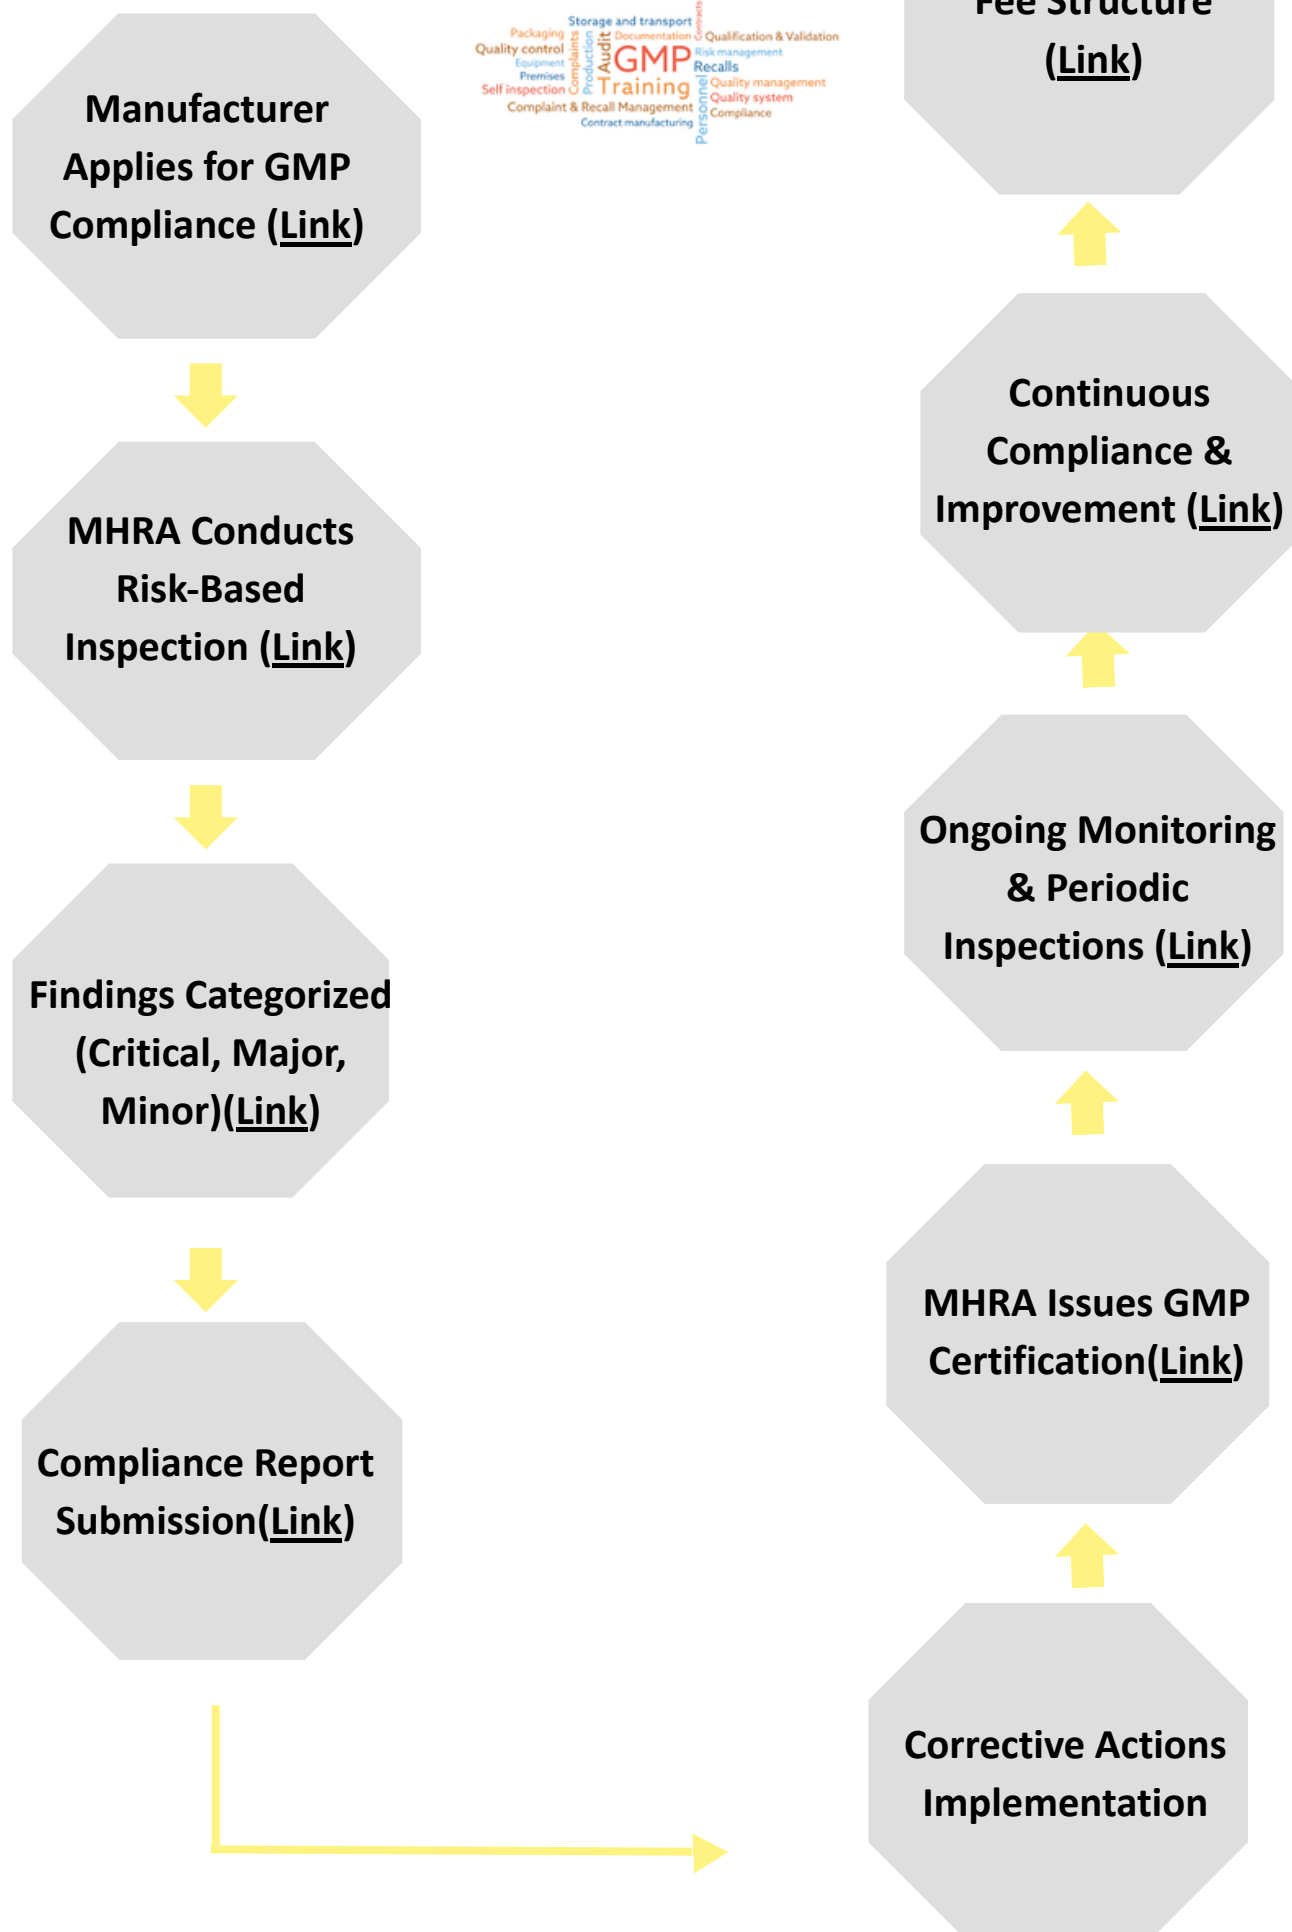 Manufacturer
Applies for GMP
Compliance (Link)
MHRA Conducts
Risk-Based
Inspection (Link)
Findings Categorized
(Critical, Major,
Minor)(Link)
Compliance Report
Submission(Link)
Storage and transport
Packaging
Quality control
Equipment
Premises
Self inspection
Complaints
Production
Audit
Documentation
Contracts
GMP
Training
Qualification & Validation
Risk management
Recalls
Quality management
Quality system
Compliance
Personnel
Complaint & Recall Management
Contract manufacturing
Fee Structure
(Link)
Continuous
Compliance &
Improvement (Link)
Ongoing Monitoring
& Periodic
Inspections (Link)
MHRA Issues GMP
Certification(Link)
Corrective Actions
Implementation